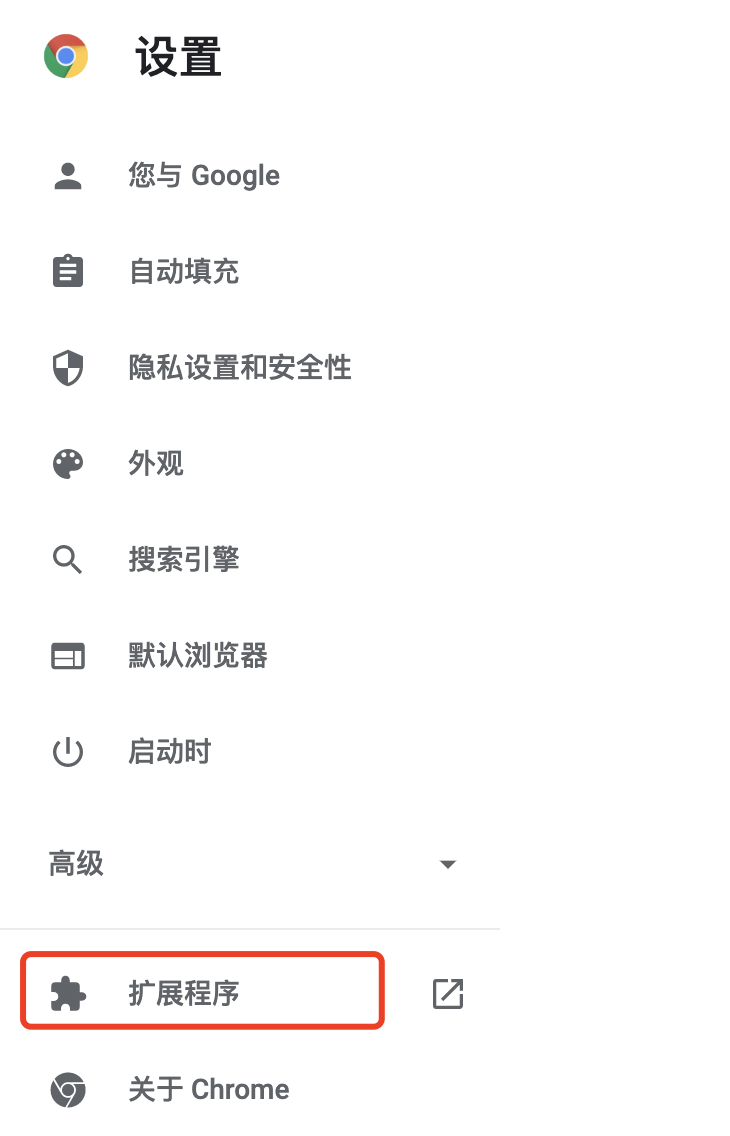 设置
您与 Google
自动填充
隐私设置和安全性
外观
搜索引擎
默认浏览器
启动时
高级
扩展程序
关于 Chrome